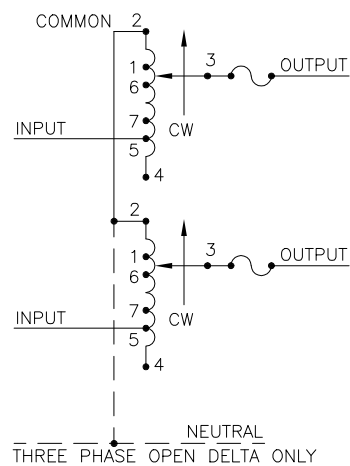 COMMON 2
3
OUTPUT
1
6
INPUT
7
CW
5
4
2
3
OUTPUT
1
6
INPUT
7
CW
5
4
NEUTRAL
THREE PHASE OPEN DELTA ONLY